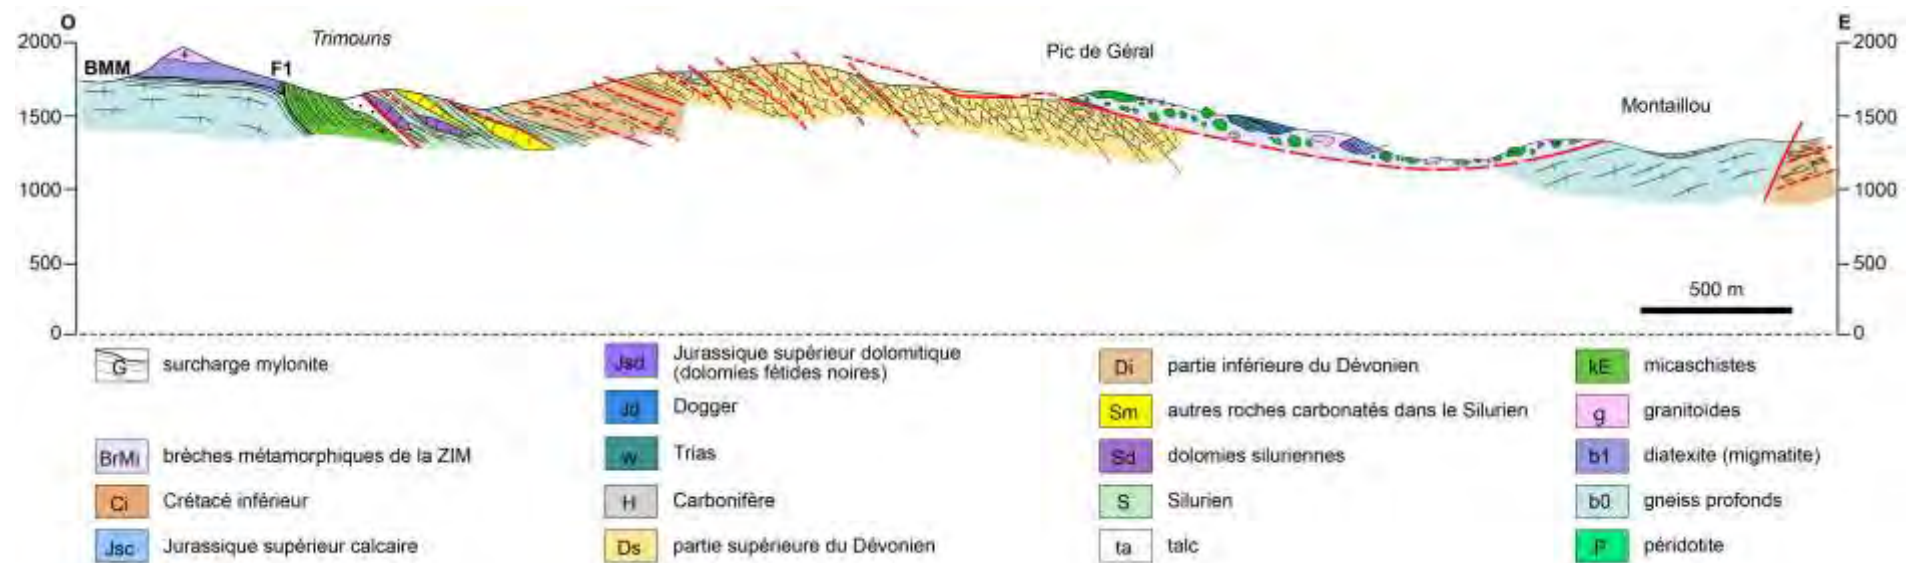 O
E
2000
Trimouns
Pic de Géral
2000
BMM
F1
1500
Montaillou
1500
1000
1000
500
500 m
500
0
0
G surcharge mylonite
BrMi brèches métamorphiques de la ZIM
Ci Crétacé inférieur
Jsc Jurassique supérieur calcaire
Jsd Jurassique supérieur dolomitique
(dolomies fétides noires)
Jd Dogger
w Trias
H Carbonifère
Ds partie supérieure du Dévonien
Di partie inférieure du Dévonien
Sm autres roches carbonatés dans le Silurien
Sd dolomies siluriennes
S Silurien
ta talc
kE micaschistes
g granitoïdes
b1 diatexite (migmatite)
b0 gneiss profonds
P péridotite